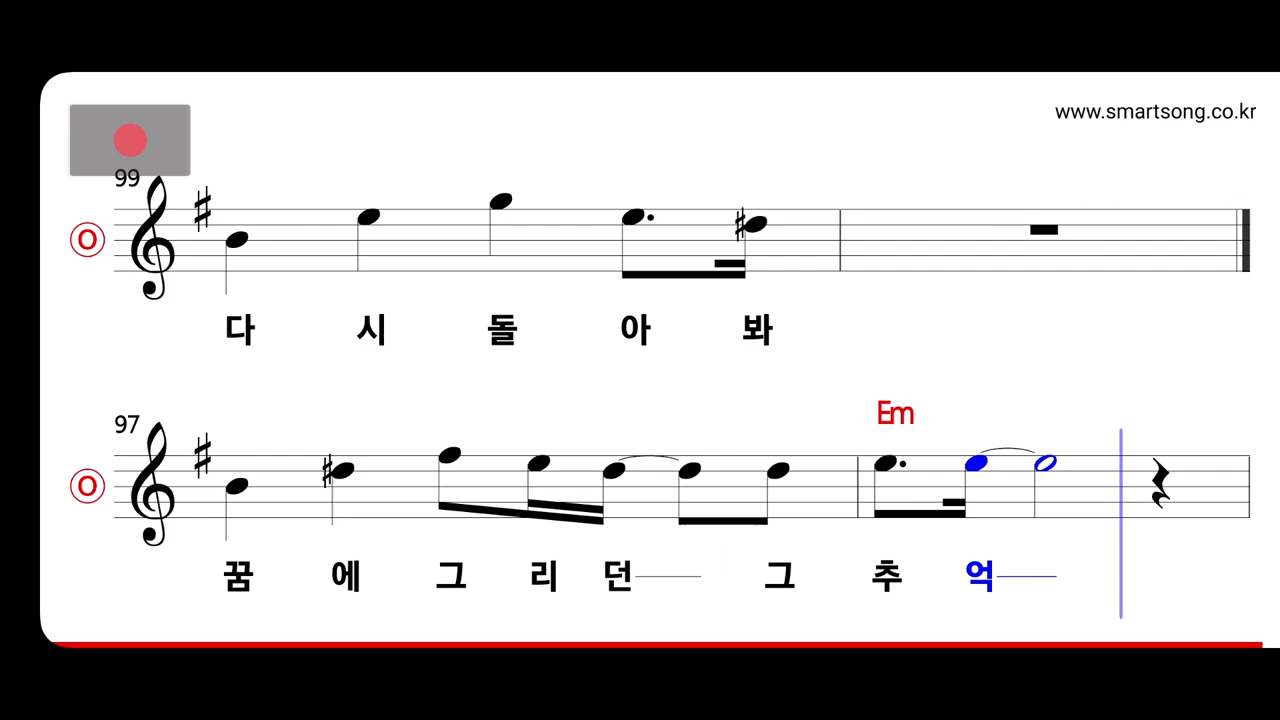 www.smartsong.co.kr
99
O
다 시 돌 아 봐
97
Em
O
꿈 에 그 리 던 그 추 억